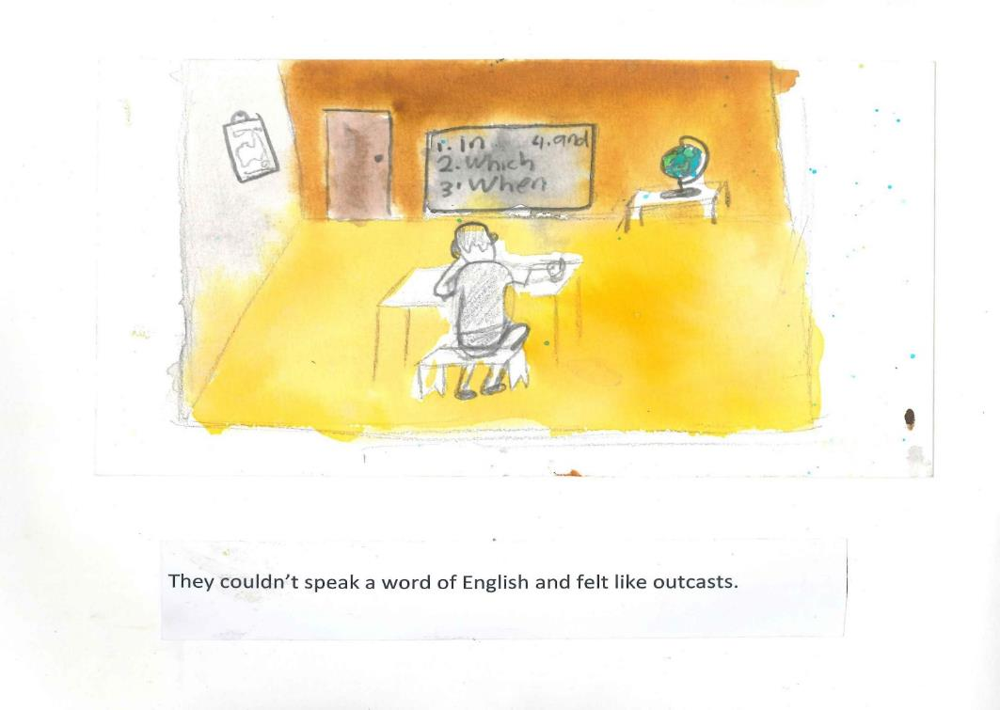 1. In 4. and
2. Which
3. When
They couldn't speak a word of English and felt like outcasts.